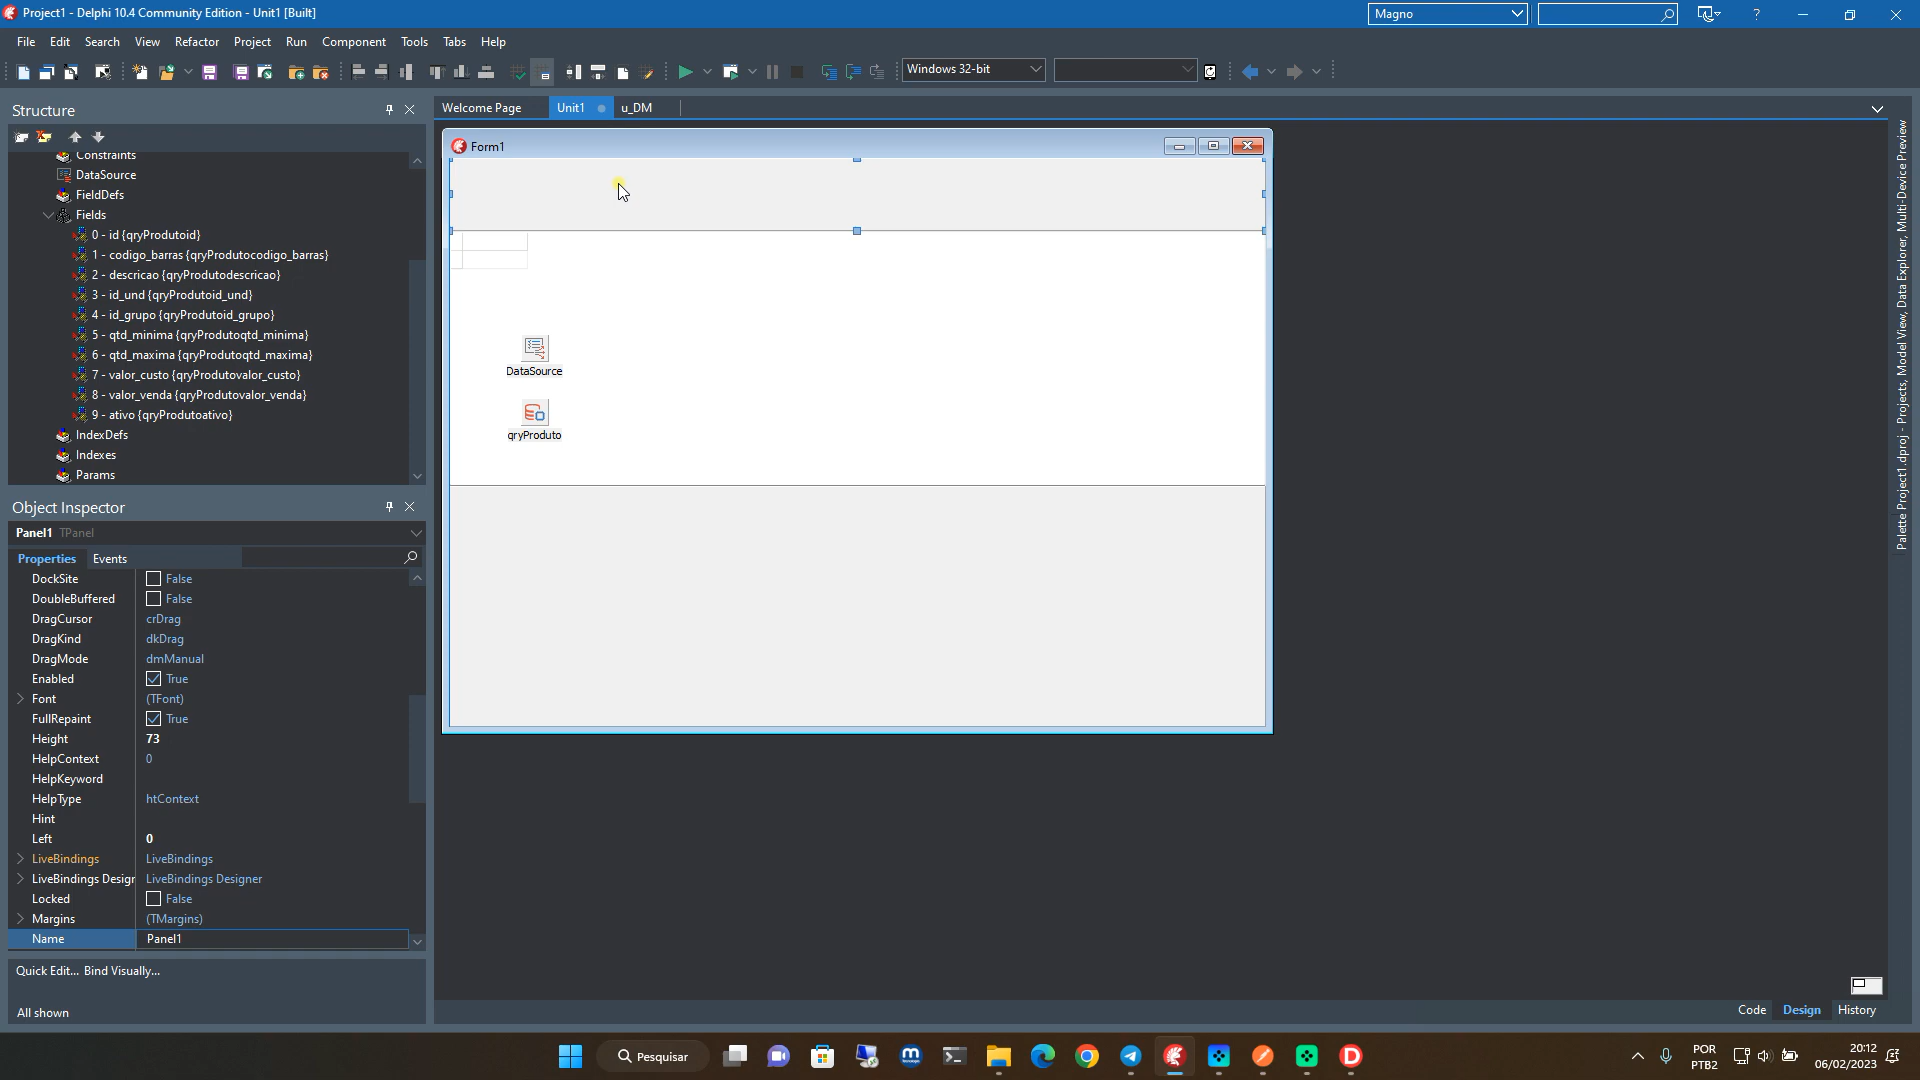 Project1 - Delphi 10.4 Community Edition - Unit1 [Built]
Magno
?
File Edit Search View Refactor Project Run Component Tools Tabs Help
Windows 32-bit
Structure
Welcome Page Unit1 u_DM
Form1
Constraints
DataSource
FieldDefs
Fields
0 - id {qryProdutoid}
1 - codigo_barras {qryProdutocodigo_barras}
2 - descricao {qryProdutodescricao}
3 - id_und {qryProdutoid_und}
4 - id_grupo {qryProdutoid_grupo}
5 - qtd_minima {qryProdutoqtd_minima}
6 - qtd_maxima {qryProdutoqtd_maxima}
7 - valor_custo {qryProdutovalor_custo}
8 - valor_venda {qryProdutovalor_venda}
9 - ativo {qryProdutoativo}
IndexDefs
Indexes
Params
DataSource
qryProduto
Palette Project1.dproj - Projects, Model View, Data Explorer, Multi-Device Preview
Object Inspector
Panel1 TPanel
Properties Events
DockSite False
DoubleBuffered False
DragCursor crDrag
DragKind dkDrag
DragMode dmManual
Enabled True
Font (TFont)
FullRepaint True
Height 73
HelpContext 0
HelpKeyword
HelpType htContext
Hint
Left 0
LiveBindings LiveBindings
LiveBindings Desigr LiveBindings Designer
Locked False
Margins (TMargins)
Name Panel1
Quick Edit... Bind Visually...
All shown
Code Design History
Pesquisar
POR
PTB2
20:12
06/02/2023